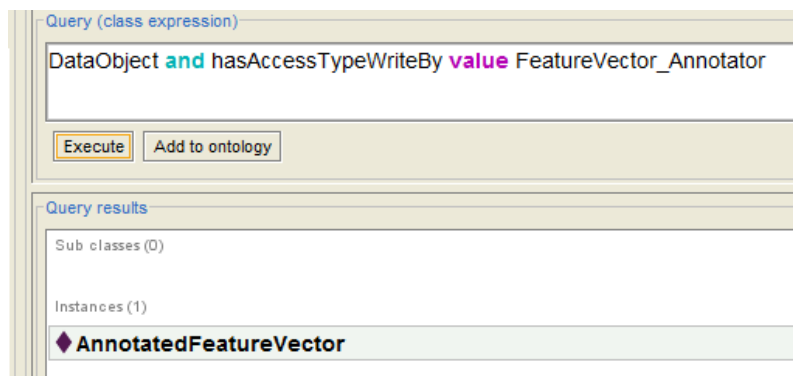 Query (class expression)
DataObject and hasAccessTypeWriteBy value FeatureVector_Annotator
Execute Add to ontology
Query results
Sub classes (0)
Instances (1)
AnnotatedFeatureVector